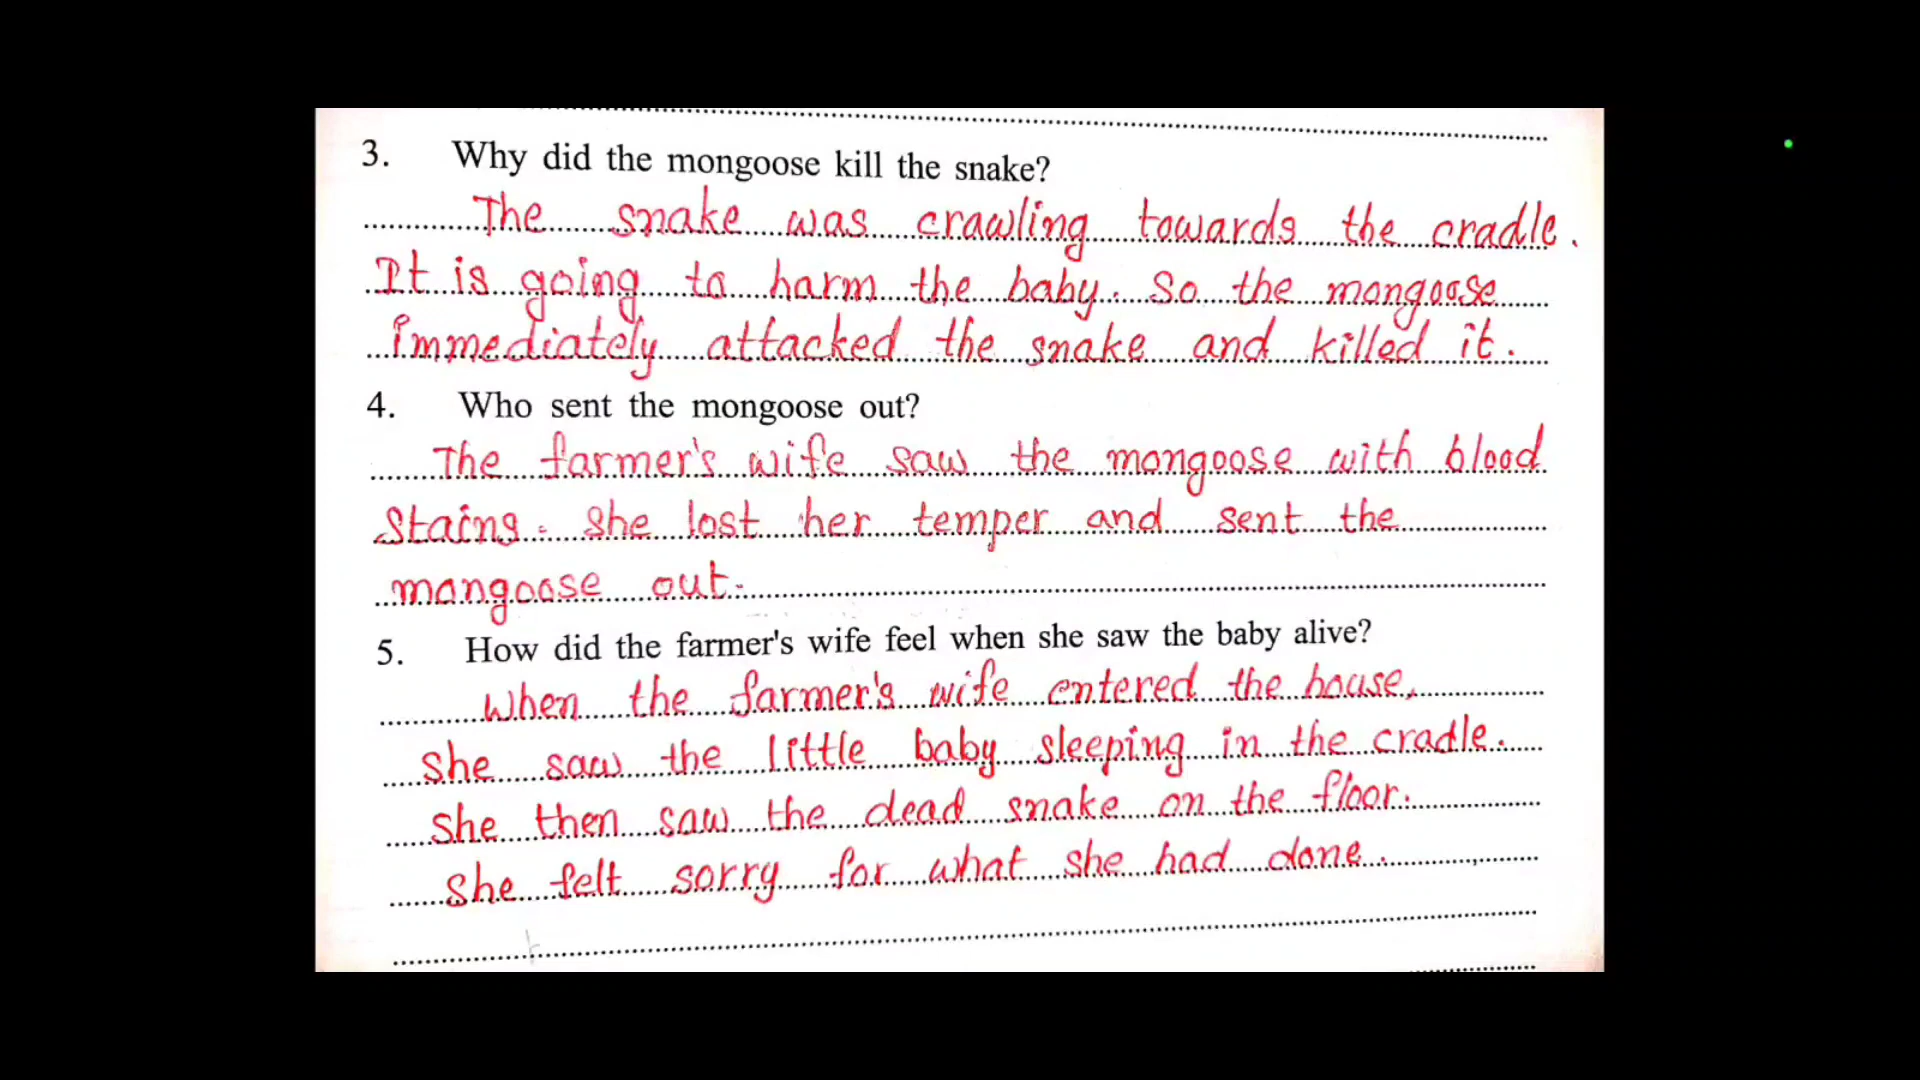 3. Why did the mongoose kill the snake?
The snake was crawling towards the cradle.
It is going to harm the baby. So the mongoose
immediately attacked the snake and killed it.
4. Who sent the mongoose out?
The farmer's wife saw the mongoose with blood
Stains. She lost her temper and sent the
mongoose out.
5. How did the farmer's wife feel when she saw the baby alive?
When the farmer's wife entered the house,
she saw the little baby sleeping in the cradle.
She then saw the dead snake on the floor.
She felt sorry for what she had done.